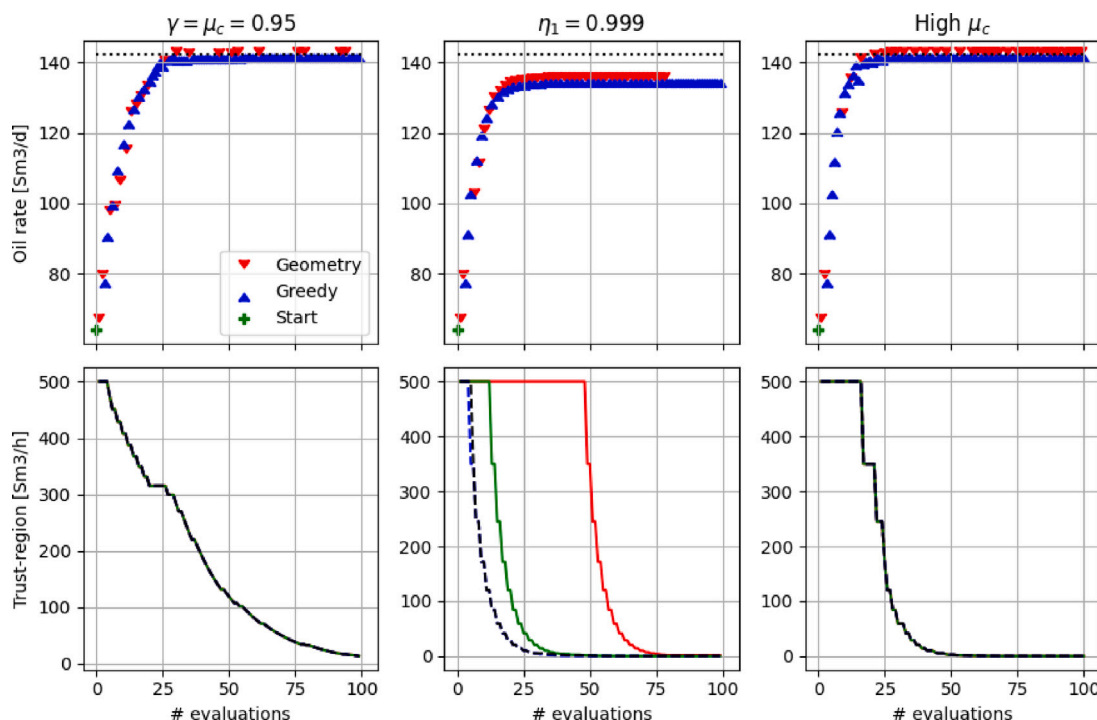 γ = μc = 0.95
η1 = 0.999
High μc
140
120
100
80
Oil rate [Sm3/d]
Geometry
Greedy
Start
140
120
100
80
140
120
100
80
500
400
300
200
100
0
Trust-region [Sm3/h]
0 25 50 75 100
# evaluations
500
400
300
200
100
0
0 25 50 75 100
# evaluations
500
400
300
200
100
0
0 25 50 75 100
# evaluations